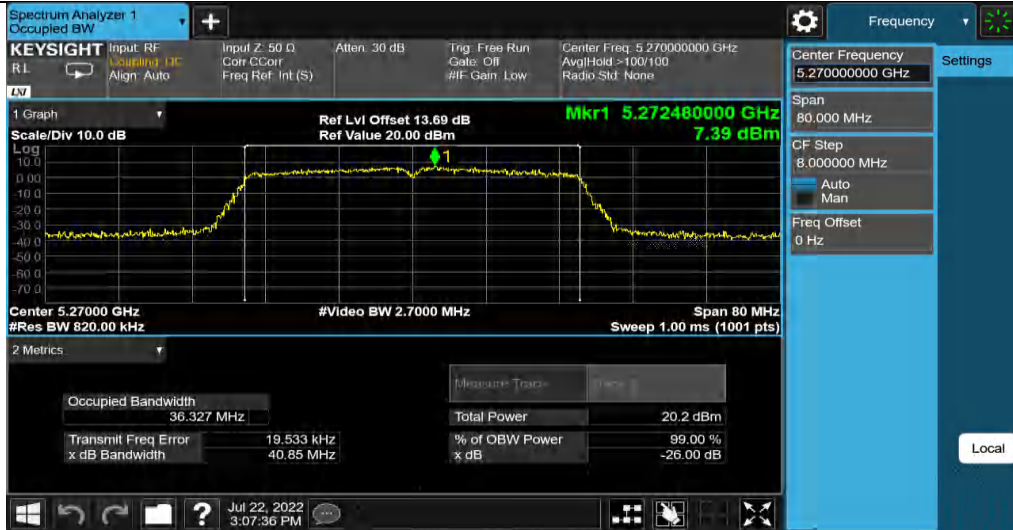 Spectrum Analyzer 1
Occupied BW
+
Frequency
KEYSIGHT
Input: RF
Input Z: 50 Ω
Atten: 30 dB
Trig: Free Run
Center Freq: 5.270000000 GHz
RL
Coupling: DC
Corr CCorr
Gate: Off
Avg|Hold >100/100
Align: Auto
Freq Ref: Int (S)
#IF Gain: Low
Radio Std: None
LNI
Center Frequency
5.270000000 GHz
Settings
Span
80.000 MHz
CF Step
8.000000 MHz
Auto
Man
Freq Offset
0 Hz
Local
1 Graph
Ref Lvl Offset 13.69 dB
Mkr1 5.272480000 GHz
Scale/Div 10.0 dB
Ref Value 20.00 dBm
7.39 dBm
Log
1
10.0
0.00
-10.0
-20.0
-30.0
-40.0
-50.0
-60.0
-70.0
Center 5.27000 GHz
#Video BW 2.7000 MHz
Span 80 MHz
#Res BW 820.00 kHz
Sweep 1.00 ms (1001 pts)
2 Metrics
Measure Trace
Occupied Bandwidth
36.327 MHz
Total Power
20.2 dBm
Transmit Freq Error
19.533 kHz
% of OBW Power
99.00 %
x dB Bandwidth
40.85 MHz
x dB
-26.00 dB
?
Jul 22, 2022
3:07:36 PM